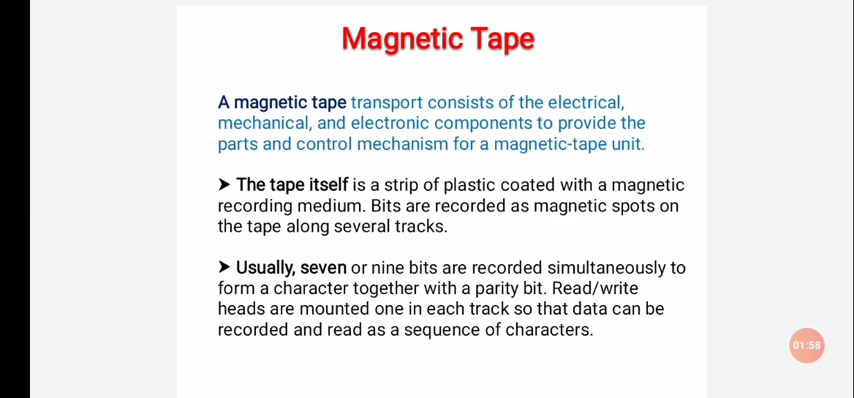 Magnetic Tape
A magnetic tape transport consists of the electrical,
mechanical, and electronic components to provide the
parts and control mechanism for a magnetic-tape unit.
➤ The tape itself is a strip of plastic coated with a magnetic
recording medium. Bits are recorded as magnetic spots on
the tape along several tracks.
➤ Usually, seven or nine bits are recorded simultaneously to
form a character together with a parity bit. Read/write
heads are mounted one in each track so that data can be
recorded and read as a sequence of characters.
01:58